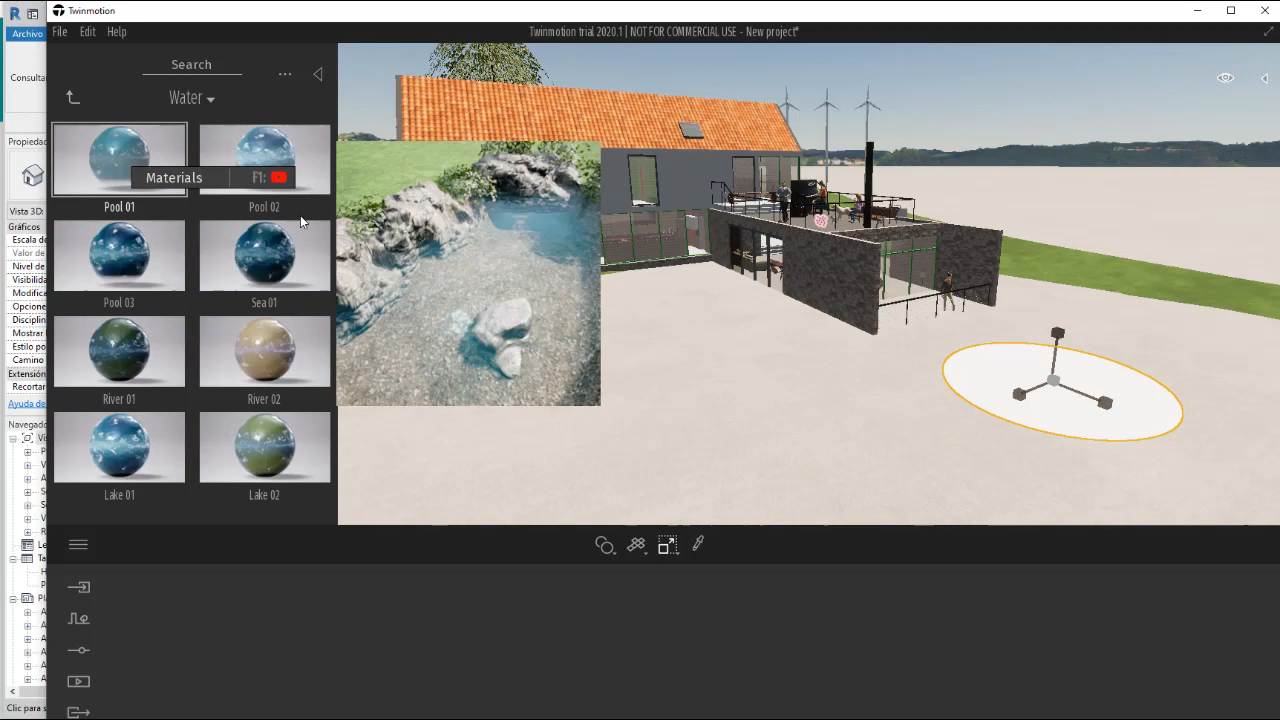 Twinmotion
Archivo
File Edit Help
Twinmotion trial 2020.1 | NOT FOR COMMERCIAL USE - New project*
Search
...
Consulta
Water
Propiedad
Materials F1:
Pool 01
Pool 02
Vista 3D:
Gráficos
Escala de
Valor de
Nivel de
Visibilida
Modifica
Opcione
Disciplin
Mostrar
Estilo po
Camino
Extensión
Recortar
Ayuda de
Pool 03
Sea 01
River 01
River 02
Navegado
Lake 01
Lake 02
Clic para s